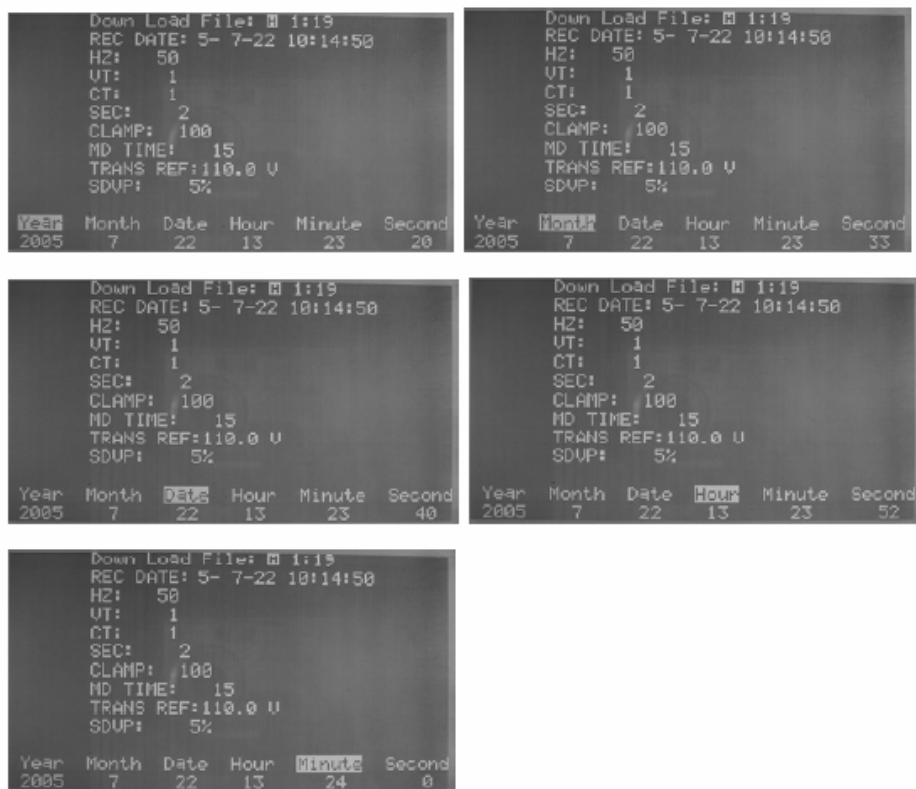 Down Load File: H 1:19
REC DATE: 5- 7-22 10:14:50
HZ: 50
VT: 1
CT: 1
SEC: 2
CLAMP: 100
MD TIME: 15
TRANS REF:110.0 V
SDVP: 5%
Year Month Date Hour Minute Second
2005 7 22 13 23 20
Down Load File: H 1:19
REC DATE: 5- 7-22 10:14:50
HZ: 50
VT: 1
CT: 1
SEC: 2
CLAMP: 100
MD TIME: 15
TRANS REF:110.0 V
SDVP: 5%
Year Month Date Hour Minute Second
2005 7 22 13 23 33
Down Load File: H 1:19
REC DATE: 5- 7-22 10:14:50
HZ: 50
VT: 1
CT: 1
SEC: 2
CLAMP: 100
MD TIME: 15
TRANS REF:110.0 V
SDVP: 5%
Year Month Date Hour Minute Second
2005 7 22 13 23 40
Down Load File: H 1:19
REC DATE: 5- 7-22 10:14:50
HZ: 50
VT: 1
CT: 1
SEC: 2
CLAMP: 100
MD TIME: 15
TRANS REF:110.0 V
SDVP: 5%
Year Month Date Hour Minute Second
2005 7 22 13 23 52
Down Load File: H 1:19
REC DATE: 5- 7-22 10:14:50
HZ: 50
VT: 1
CT: 1
SEC: 2
CLAMP: 100
MD TIME: 15
TRANS REF:110.0 V
SDVP: 5%
Year Month Date Hour Minute Second
2005 7 22 13 24 0